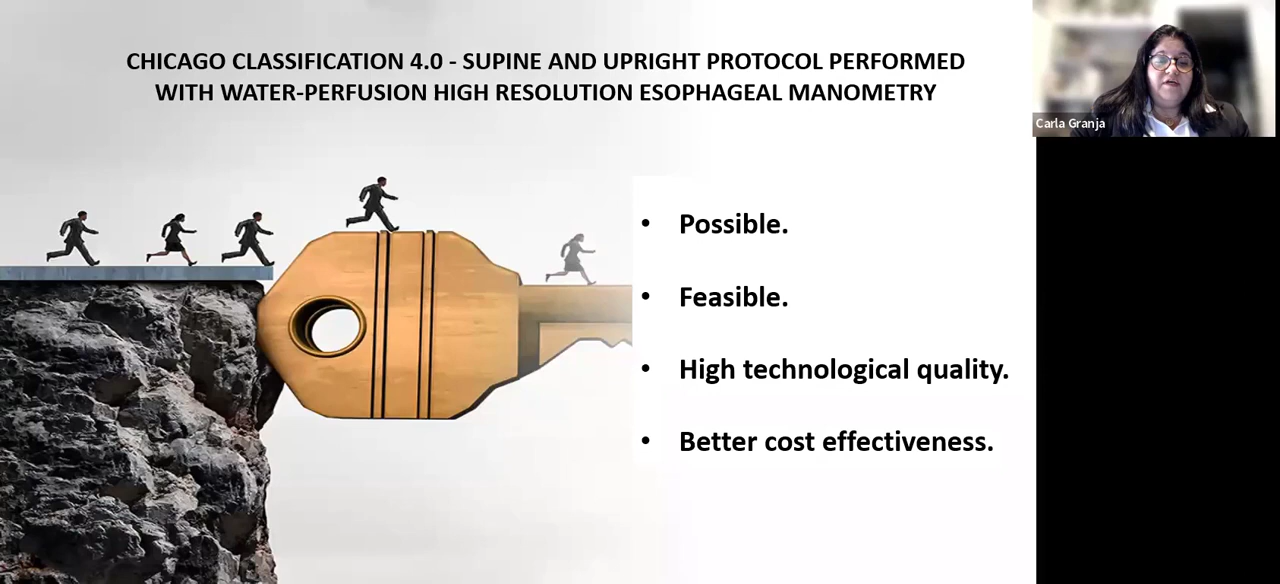 CHICAGO CLASSIFICATION 4.0 - SUPINE AND UPRIGHT PROTOCOL PERFORMED
WITH WATER-PERFUSION HIGH RESOLUTION ESOPHAGEAL MANOMETRY
Carla Granja
• Possible.
• Feasible.
• High technological quality.
• Better cost effectiveness.